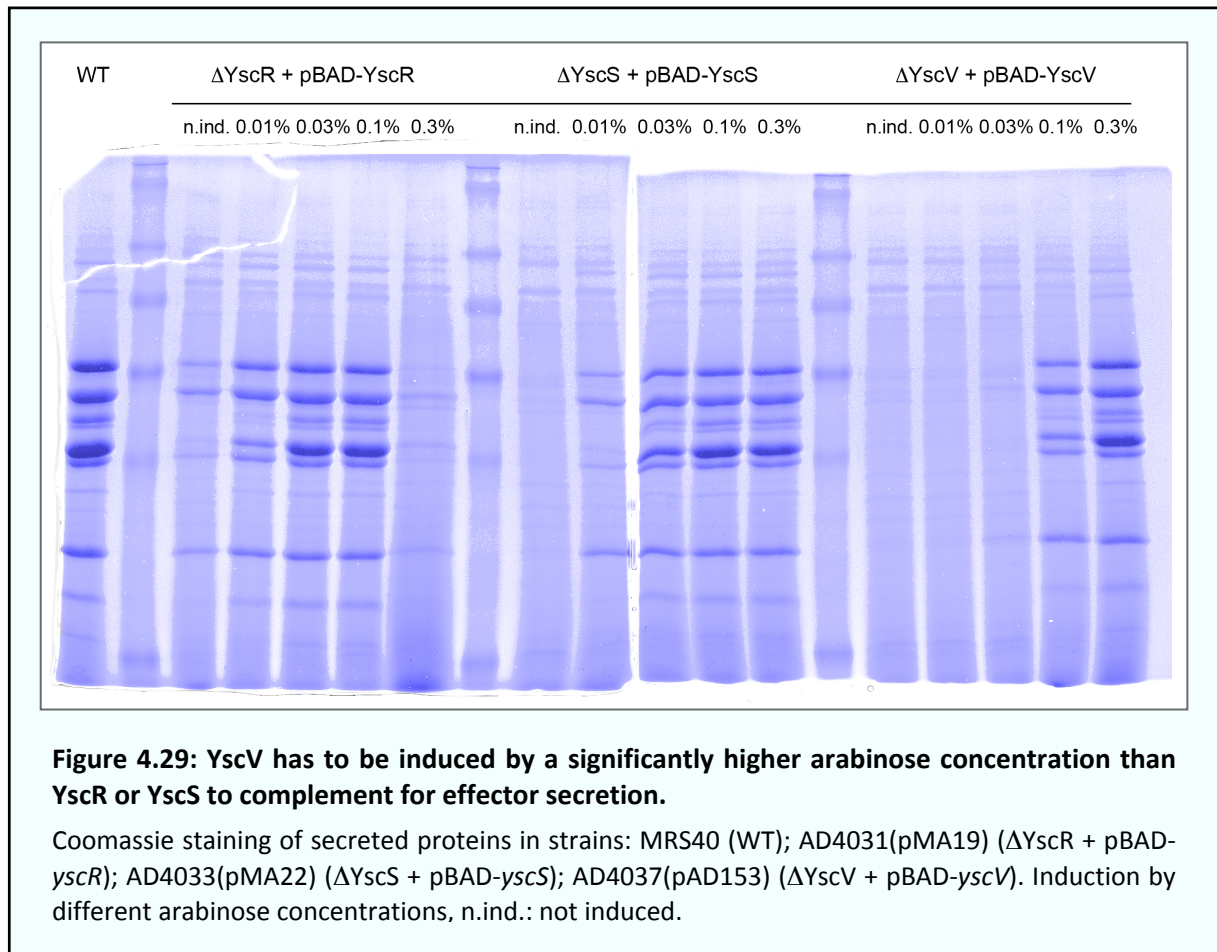 WT ΔYscR + pBAD-YscR ΔYscS + pBAD-YscS ΔYscV + pBAD-YscV
n.ind. 0.01% 0.03% 0.1% 0.3% n.ind. 0.01% 0.03% 0.1% 0.3% n.ind. 0.01% 0.03% 0.1% 0.3%
Figure 4.29: YscV has to be induced by a significantly higher arabinose concentration than
YscR or YscS to complement for effector secretion.
Coomassie staining of secreted proteins in strains: MRS40 (WT); AD4031(pMA19) (ΔYscR + pBAD-
yscR); AD4033(pMA22) (ΔYscS + pBAD-yscS); AD4037(pAD153) (ΔYscV + pBAD-yscV). Induction by
different arabinose concentrations, n.ind.: not induced.